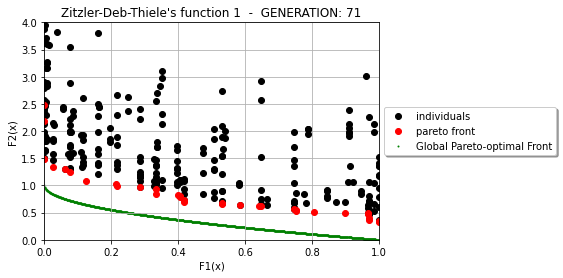 Zitzler-Deb-Thiele's function 1 - GENERATION: 71
4.0
3.5
3.0
2.5
2.0
1.5
1.0
0.5
0.0
F2(x)
0.0 0.2 0.4 0.6 0.8 1.0
F1(x)
individuals
pareto front
Global Pareto-optimal Front